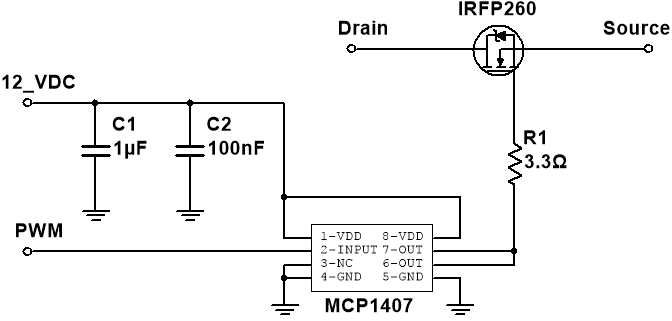 IRFP260
Drain
Source
12_VDC
C1
1µF
C2
100nF
R1
3.3Ω
PWM
1-VDD 8-VDD
2-INPUT 7-OUT
3-NC 6-OUT
4-GND 5-GND
MCP1407